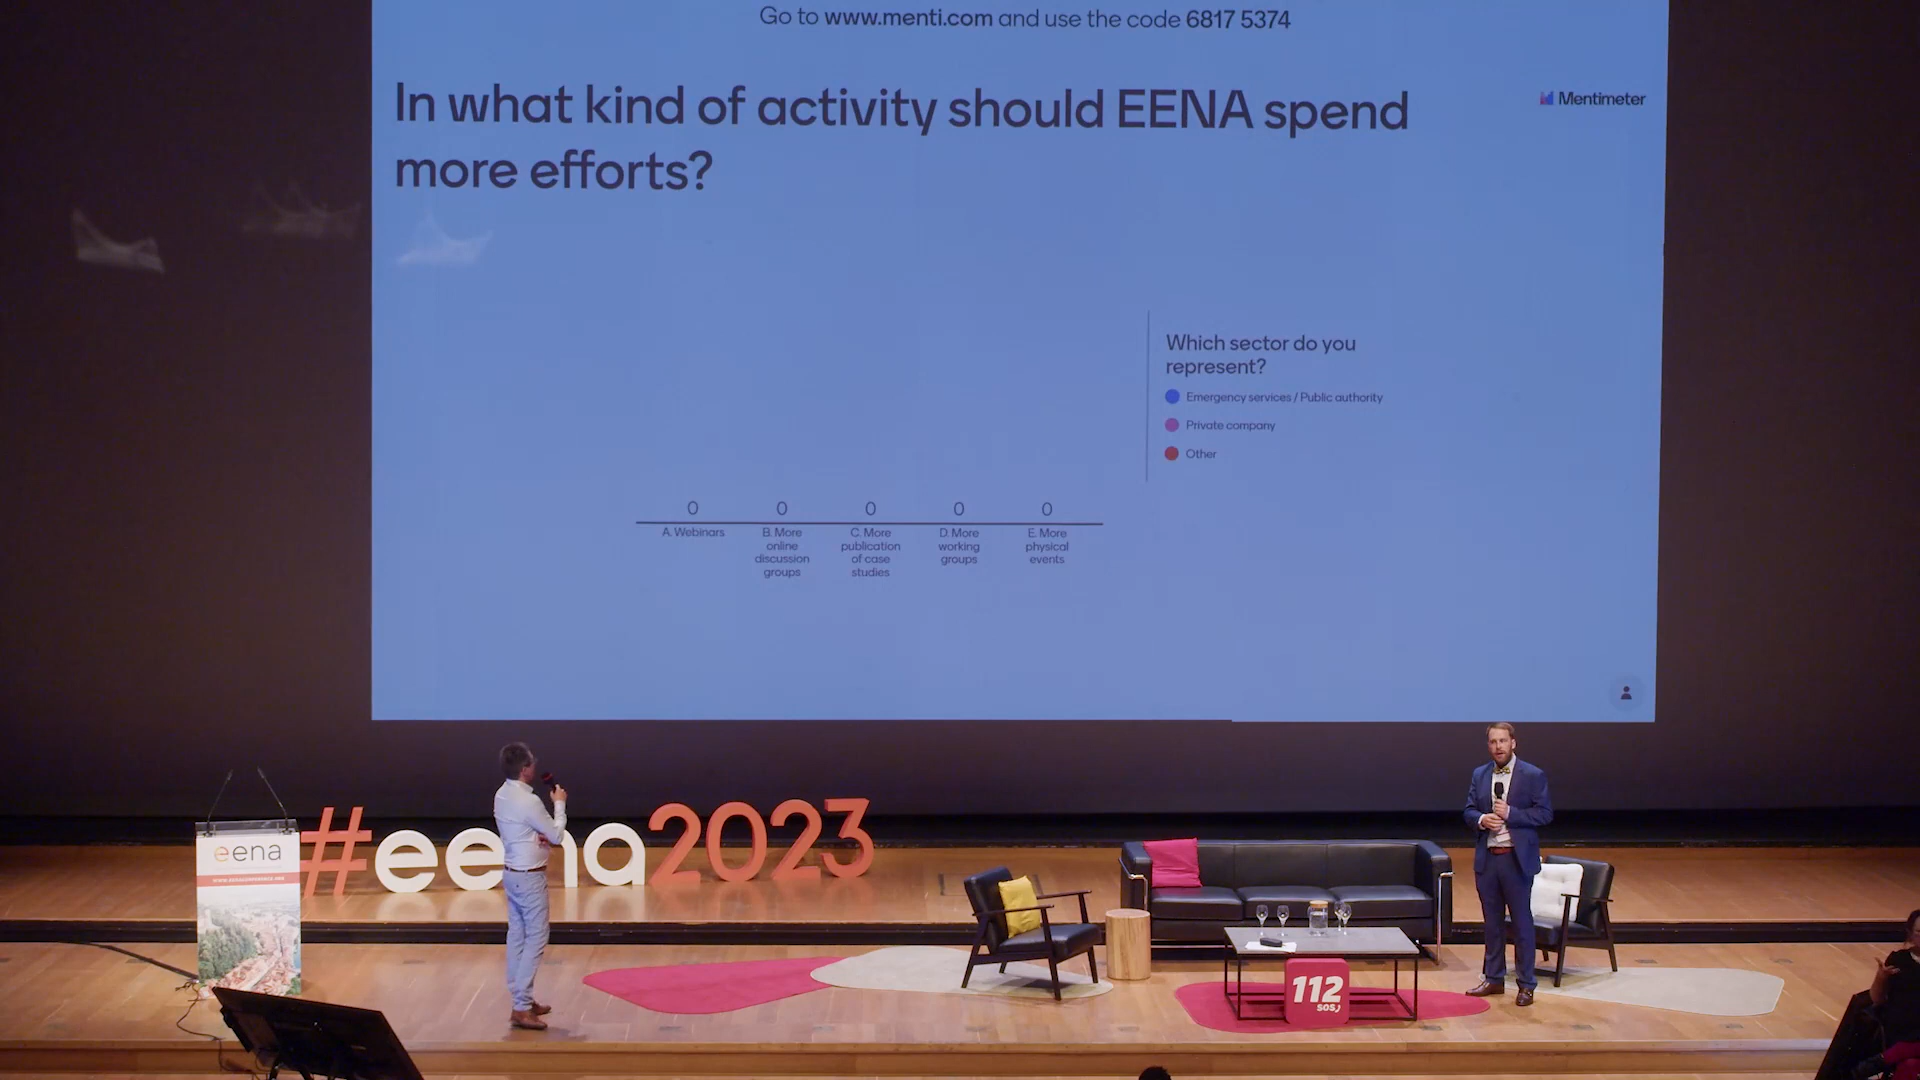 Go to www.menti.com and use the code 6817 5374
In what kind of activity should EENA spend
more efforts?
Mentimeter
Which sector do you
represent?
Emergency services / Public authority
Private company
Other
0
0
0
0
0
A. Webinars
B. More
online
discussion
groups
C. More
publication
of case
studies
D. More
working
groups
E. More
physical
events
#eena2023
eena
112
SOS